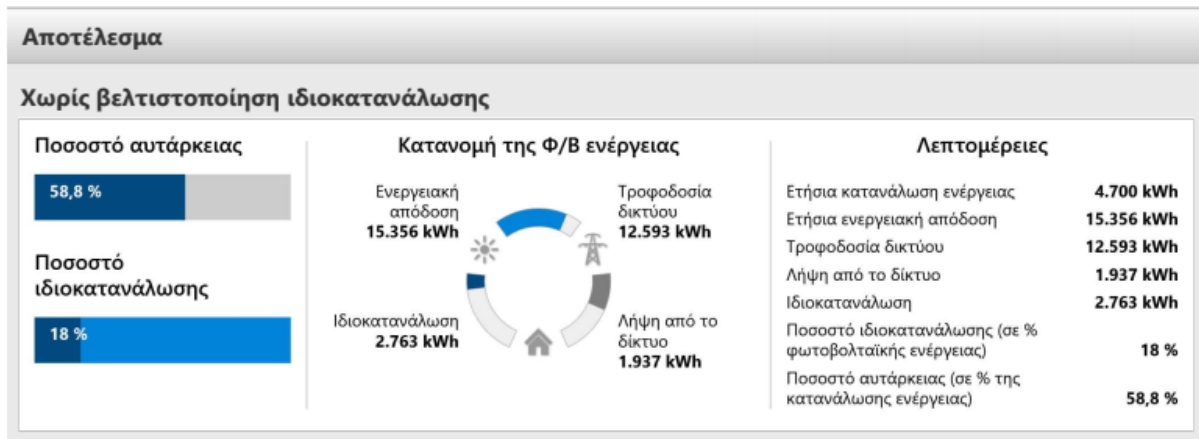 Αποτέλεσμα
Χωρίς βελτιστοποίηση ιδιοκατανάλωσης
Ποσοστό αυτάρκειας
58,8 %
Ποσοστό
ιδιοκατανάλωσης
18 %
Κατανομή της Φ/Β ενέργειας
Ενεργειακή
απόδοση
15.356 kWh
Τροφοδοσία
δικτύου
12.593 kWh
Ιδιοκατανάλωση
2.763 kWh
Λήψη από το
δίκτυο
1.937 kWh
Λεπτομέρειες
Ετήσια κατανάλωση ενέργειας 4.700 kWh
Ετήσια ενεργειακή απόδοση 15.356 kWh
Τροφοδοσία δικτύου 12.593 kWh
Λήψη από το δίκτυο 1.937 kWh
Ιδιοκατανάλωση 2.763 kWh
Ποσοστό ιδιοκατανάλωσης (σε %
φωτοβολταϊκής ενέργειας) 18 %
Ποσοστό αυτάρκειας (σε % της
κατανάλωσης ενέργειας) 58,8 %